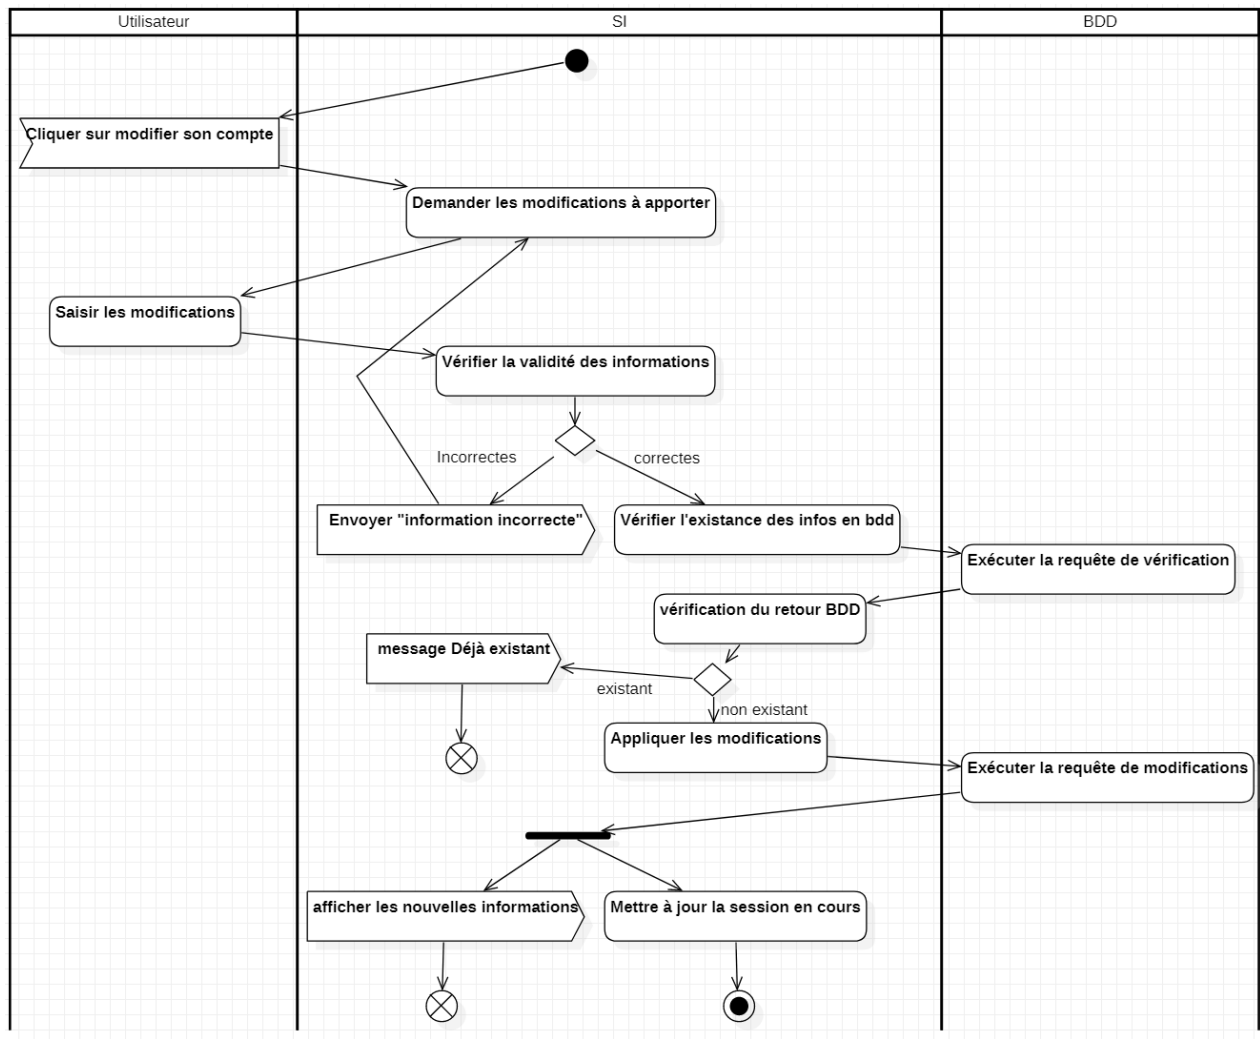 Utilisateur
SI
BDD
Cliquer sur modifier son compte
Demander les modifications à apporter
Saisir les modifications
Vérifier la validité des informations
Incorrectes
correctes
Envoyer "information incorrecte"
Vérifier l'existance des infos en bdd
Exécuter la requête de vérification
vérification du retour BDD
message Déjà existant
existant
non existant
Appliquer les modifications
Exécuter la requête de modifications
afficher les nouvelles informations
Mettre à jour la session en cours